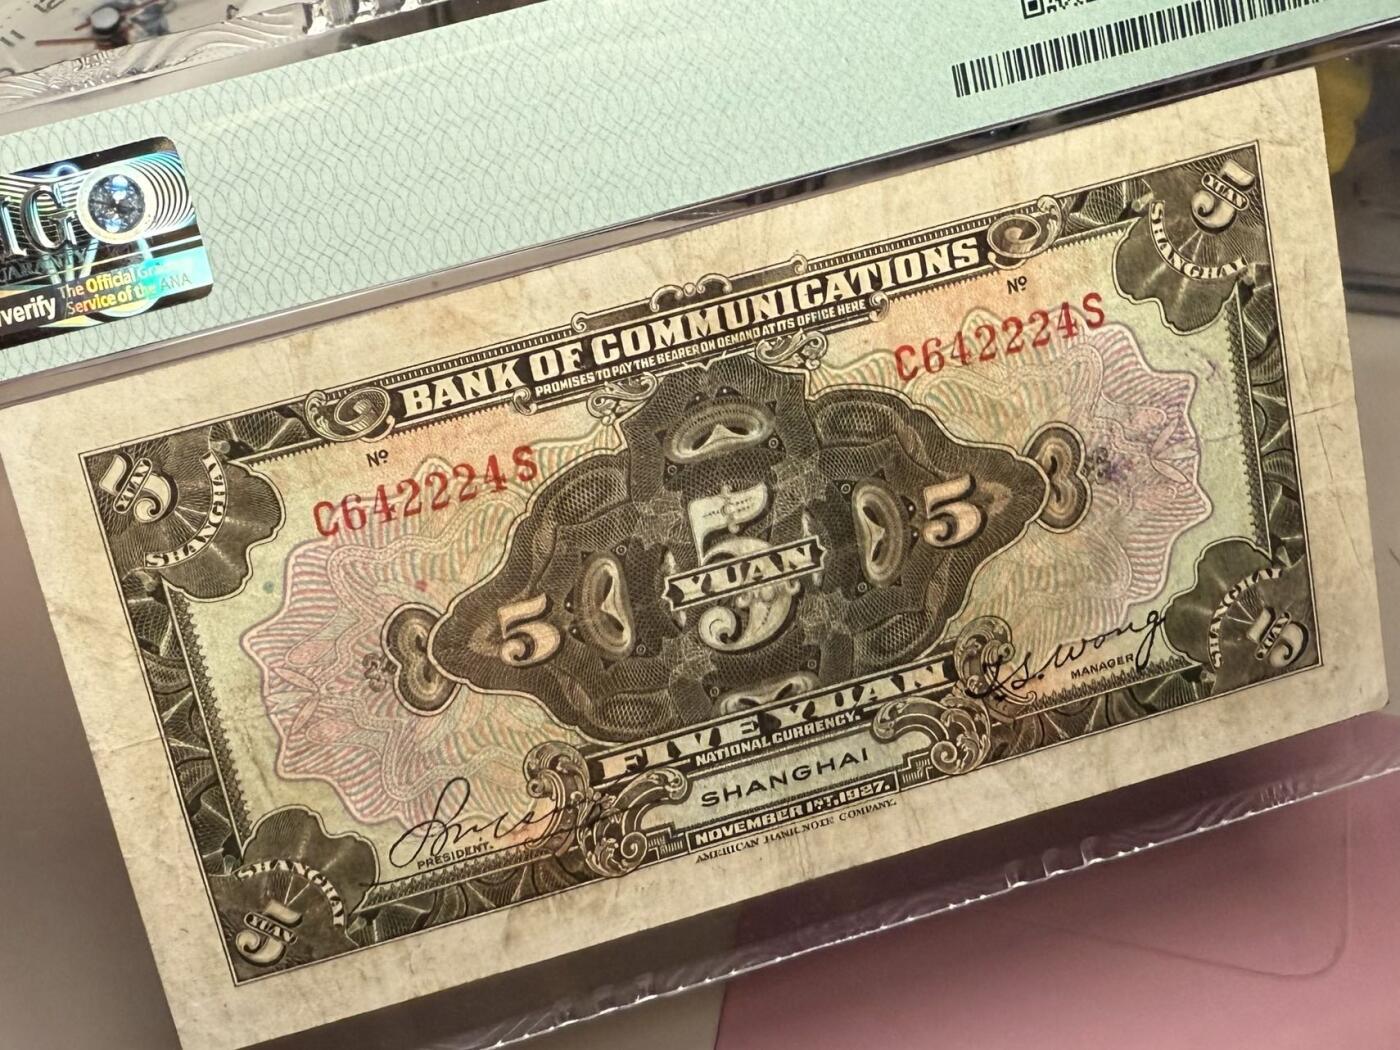 11
verify
The Official Grading
Service of the ANA
BANK OF COMMUNICATIONS
PROMISES TO PAY THE BEARER ON DEMAND AT ITS OFFICE HERE
5
YUAN
SHANGHAI
5
YUAN
SHANGHAI
Nº
C642224S
Nº
C642224S
5
5
YUAN
5
FIVE YUAN
NATIONAL CURRENCY.
SHANGHAI
NOVEMBER 1ST, 1927.
AMERICAN BANK NOTE COMPANY.
PRESIDENT.
S. Wong
MANAGER
SHANGHAI
5
YUAN
SHANGHAI
5
YUAN